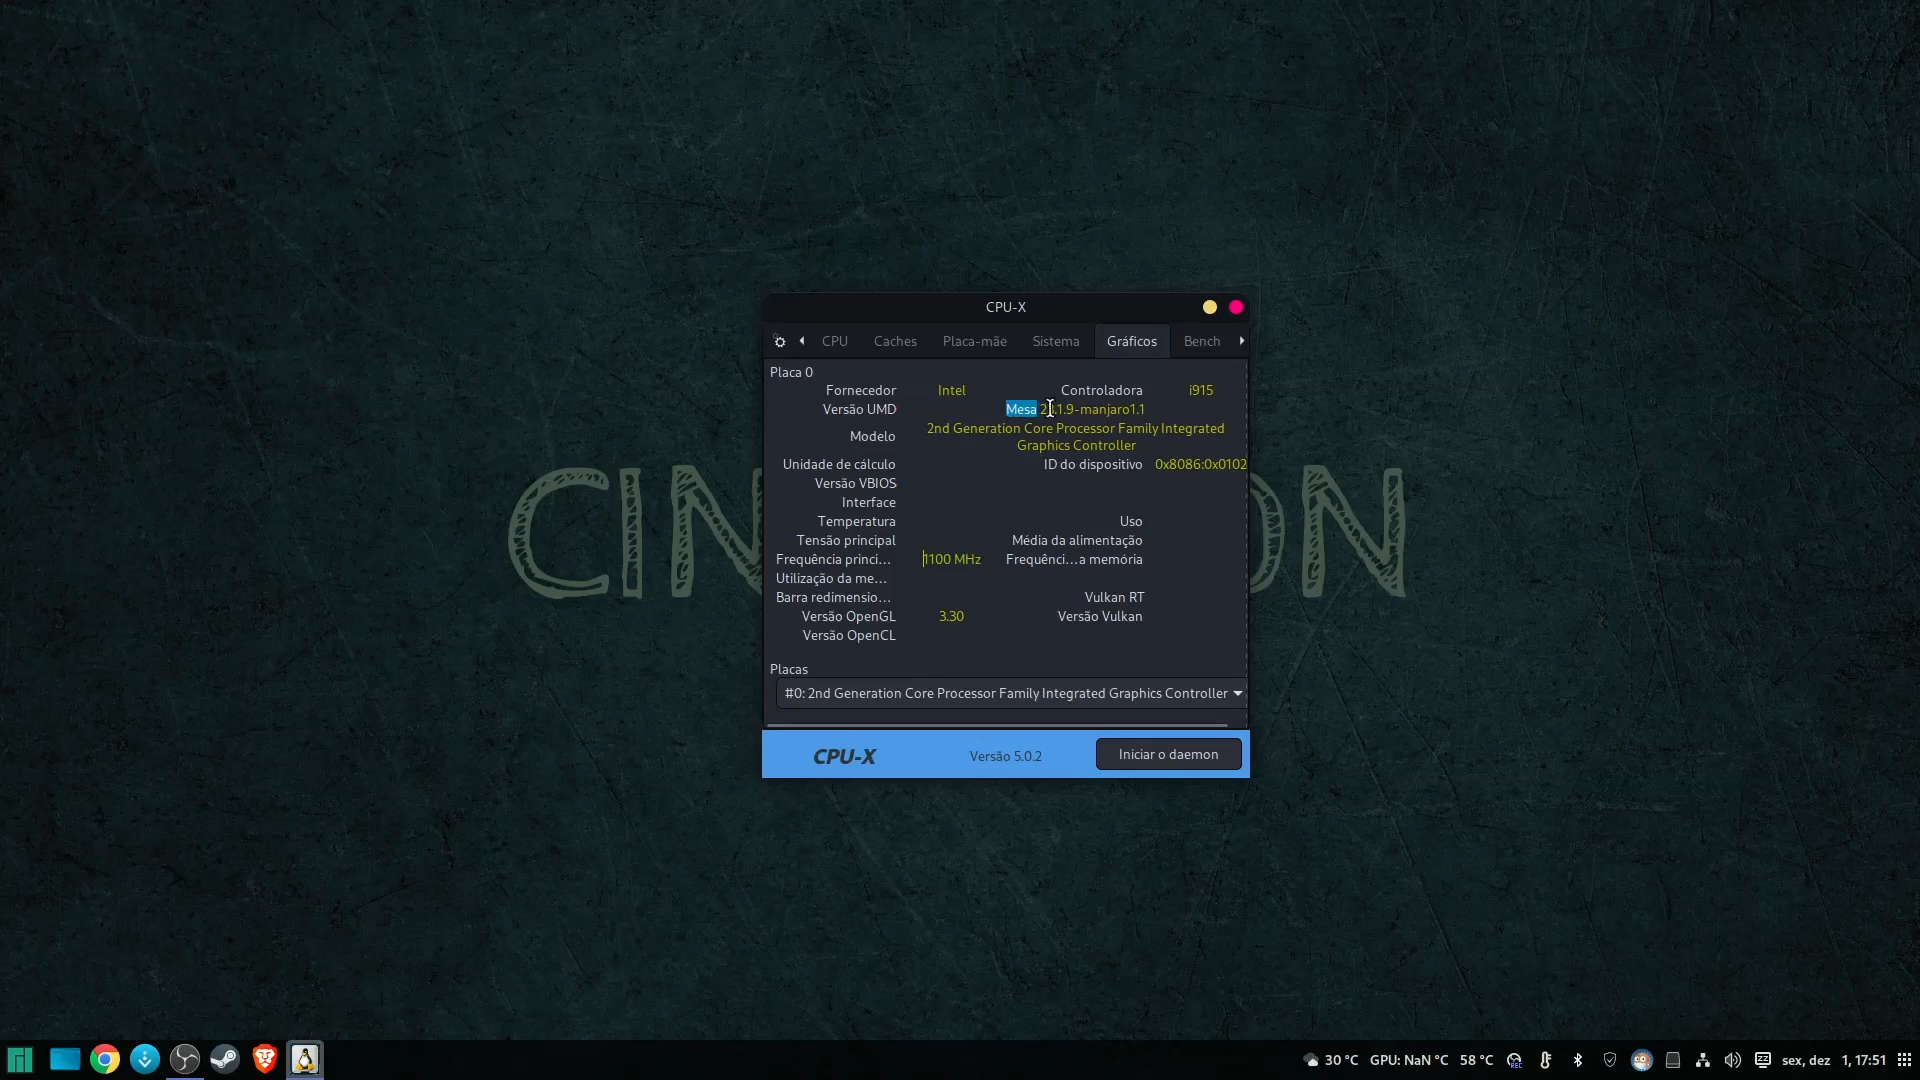 CPU-X
CPU Caches Placa-mãe Sistema Gráficos Bench
Placa 0
Fornecedor Intel Controladora i915
Versão UMD Mesa 23.1.9-manjaro1.1
Modelo 2nd Generation Core Processor Family Integrated
Graphics Controller
Unidade de cálculo ID do dispositivo 0x8086:0x0102
Versão VBIOS
Interface
Temperatura Uso
Tensão principal Média da alimentação
Frequência princi… 1100 MHz Frequênci…a memória
Utilização da me…
Barra redimensio… Vulkan RT
Versão OpenGL 3.30 Versão Vulkan
Versão OpenCL
Placas
#0: 2nd Generation Core Processor Family Integrated Graphics Controller
CPU-X Versão 5.0.2 Iniciar o daemon
30 °C GPU: NaN °C 58 °C REC sex, dez 1, 17:51